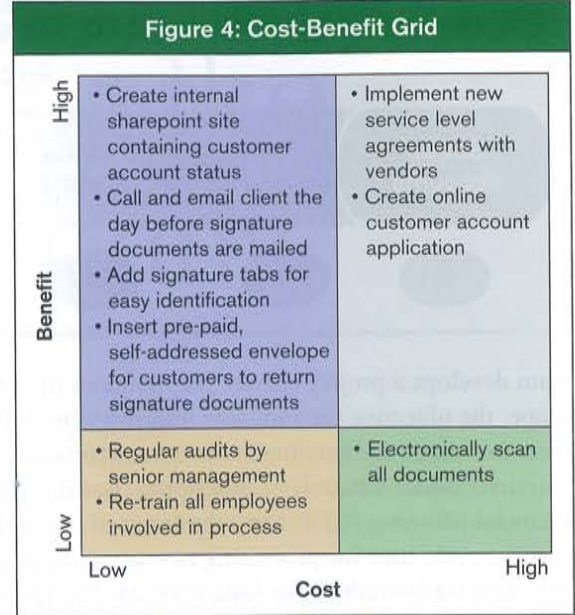 Figure 4: Cost-Benefit Grid
High
Benefit
Low
• Create internal
sharepoint site
containing customer
account status
• Call and email client the
day before signature
documents are mailed
• Add signature tabs for
easy identification
• Insert pre-paid,
self-addressed envelope
for customers to return
signature documents
• Implement new
service level
agreements with
vendors
• Create online
customer account
application
• Regular audits by
senior management
• Re-train all employees
involved in process
• Electronically scan
all documents
Low
High
Cost